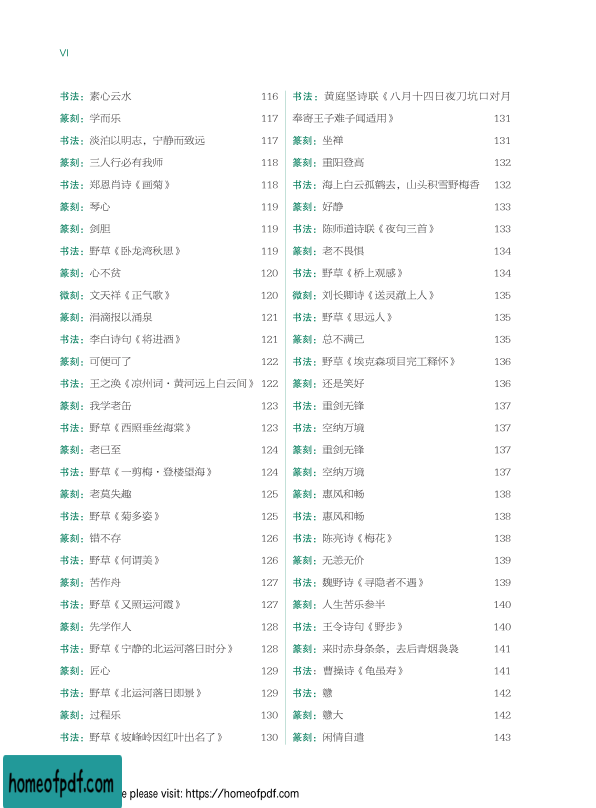 VI
书法：素心云水 116
篆刻：学而乐 117
书法：淡泊以明志，宁静而致远 117
篆刻：三人行必有我师 118
书法：郑思肖诗《画菊》 118
篆刻：琴心 119
篆刻：剑胆 119
书法：野草《卧龙湾秋思》 119
篆刻：心不贫 120
微刻：文天祥《正气歌》 120
篆刻：涓滴报以涌泉 121
书法：李白诗句《将进酒》 121
篆刻：可便可了 122
书法：王之涣《凉州词·黄河远上白云间》 122
篆刻：我学老缶 123
书法：野草《西照垂丝海棠》 123
篆刻：老已至 124
书法：野草《一剪梅·登楼望海》 124
篆刻：老莫失趣 125
书法：野草《菊多姿》 125
篆刻：错不存 126
书法：野草《何谓美》 126
篆刻：苦作舟 127
书法：野草《又照运河霞》 127
篆刻：先学作人 128
书法：野草《宁静的北运河落日时分》 128
篆刻：匠心 129
书法：野草《北运河落日即景》 129
篆刻：过程乐 130
书法：野草《坡峰岭因红叶出名了》 130
书法：黄庭坚诗联《八月十四日夜刀坑口对月
奉寄王子难子闻适用》 131
篆刻：坐禅 131
篆刻：重阳登高 132
书法：海上白云孤鹤去，山头积雪野梅香 132
篆刻：好静 133
书法：陈师道诗联《夜句三首》 133
篆刻：老不畏惧 134
书法：野草《桥上观感》 134
微刻：刘长卿诗《送灵澈上人》 135
书法：野草《思远人》 135
篆刻：总不满己 135
书法：野草《埃克森项目完工释怀》 136
篆刻：还是笑好 136
书法：重剑无锋 137
书法：空纳万境 137
篆刻：重剑无锋 137
篆刻：空纳万境 137
篆刻：惠风和畅 138
书法：惠风和畅 138
书法：陈亮诗《梅花》 138
篆刻：无恙无价 139
书法：魏野诗《寻隐者不遇》 139
篆刻：人生苦乐参半 140
书法：王令诗句《野步》 140
篆刻：来时赤身条条，去后青烟袅袅 141
书法：曹操诗《龟虽寿》 141
书法：戆 142
篆刻：戆大 142
篆刻：闲情自遣 143
homeofpdf.com
e please visit: https://homeofpdf.com